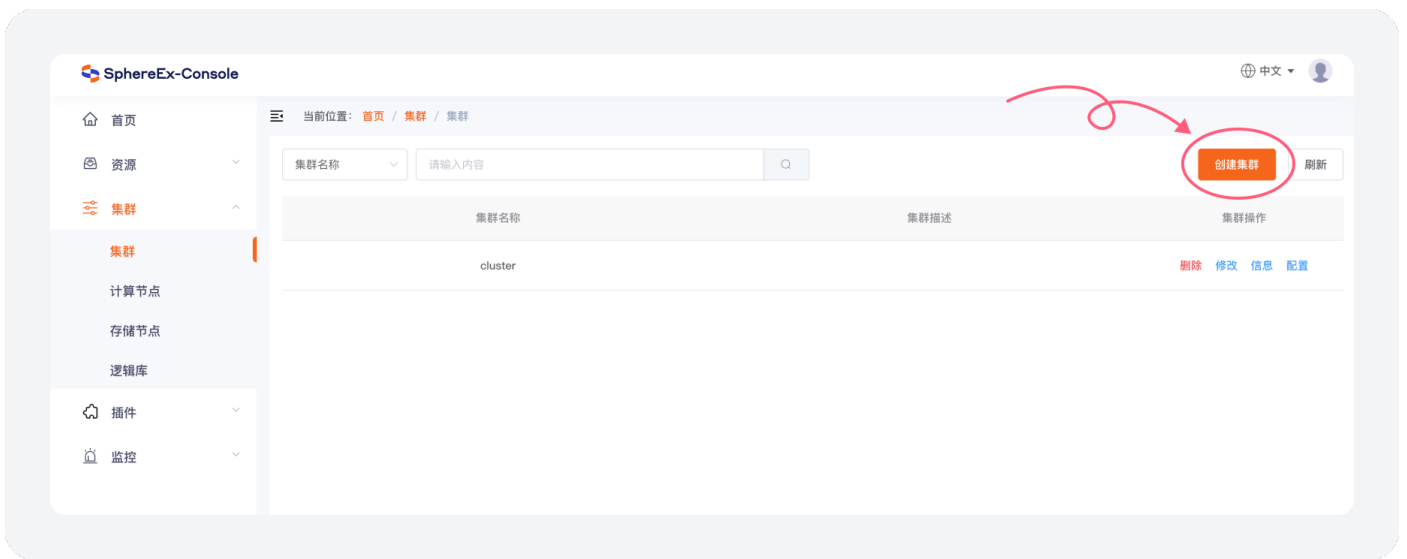 SphereEx-Console
中文
首页
当前位置: 首页 / 集群 / 集群
资源
集群名称
请输入内容
创建集群
刷新
集群
集群名称
集群描述
集群操作
集群
cluster
删除 修改 信息 配置
计算节点
存储节点
逻辑库
插件
监控